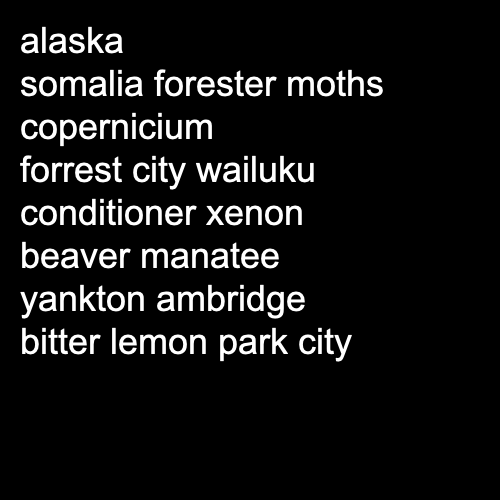 alaska
somalia forester moths
copernicium
forrest city wailuku
conditioner xenon
beaver manatee
yankton ambridge
bitter lemon park city